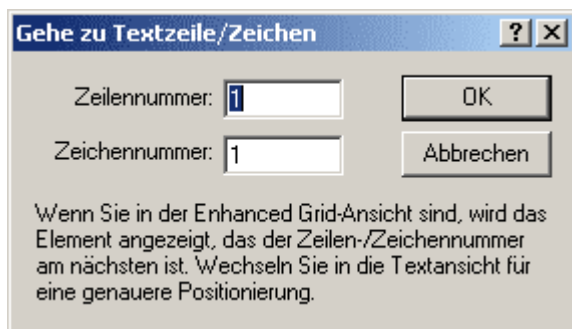 Gehe zu Textzeile/Zeichen
Zeilennummer: 1
OK
Zeichennummer: 1
Abbrechen
Wenn Sie in der Enhanced Grid-Ansicht sind, wird das
Element angezeigt, das der Zeilen-/Zeichennummer
am nächsten ist. Wechseln Sie in die Textansicht für
eine genauere Positionierung.